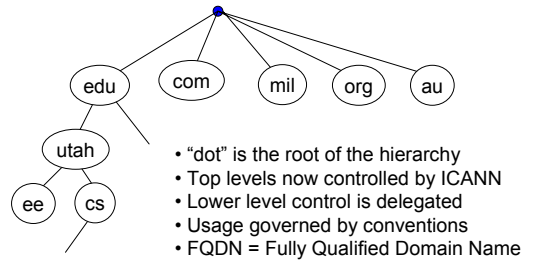 edu
com
mil
org
au
utah
ee
cs
• “dot” is the root of the hierarchy
• Top levels now controlled by ICANN
• Lower level control is delegated
• Usage governed by conventions
• FQDN = Fully Qualified Domain Name